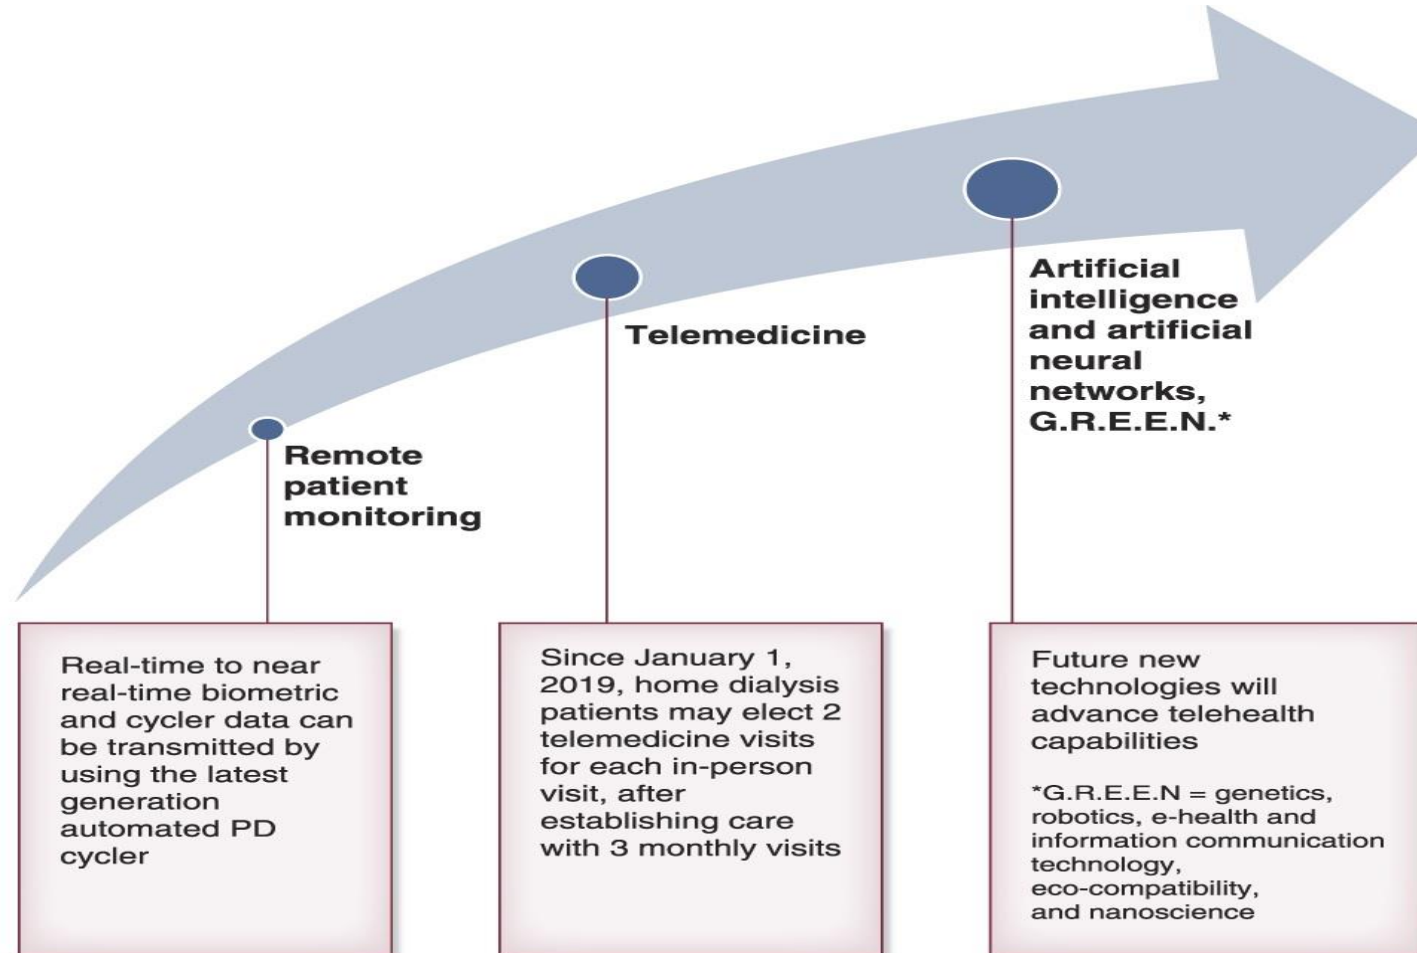 Remote
patient
monitoring
Real-time to near
real-time biometric
and cycler data can
be transmitted by
using the latest
generation
automated PD
cycler
Telemedicine
Since January 1,
2019, home dialysis
patients may elect 2
telemedicine visits
for each in-person
visit, after
establishing care
with 3 monthly visits
Artificial
intelligence
and artificial
neural
networks,
G.R.E.E.N.*
Future new
technologies will
advance telehealth
capabilities
*G.R.E.E.N = genetics,
robotics, e-health and
information communication
technology,
eco-compatibility,
and nanoscience